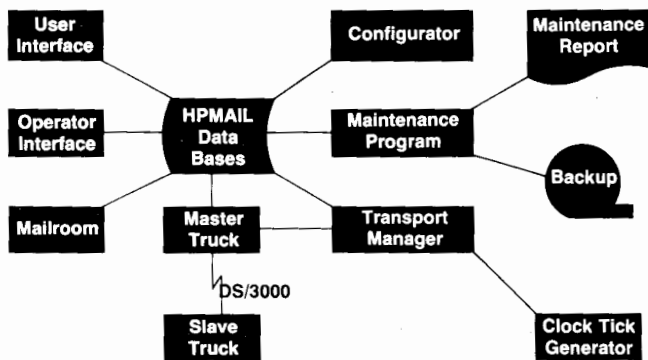 User
Interface
Configurator
Maintenance
Report
Operator
Interface
HPMAIL
Data
Bases
Maintenance
Program
Backup
Mailroom
Master
Truck
Transport
Manager
DS/3000
Slave
Truck
Clock Tick
Generator